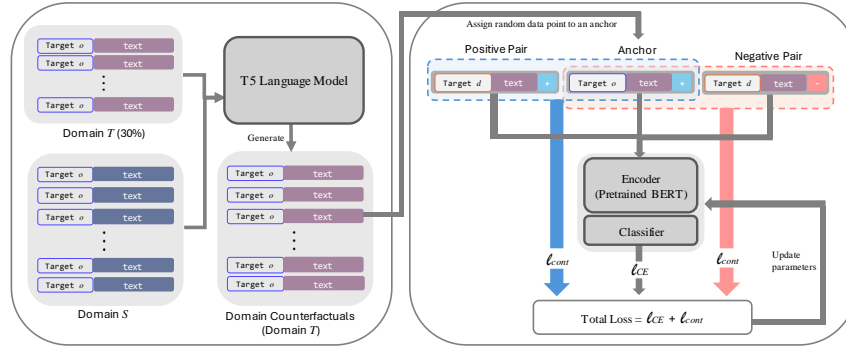 Target o text
Target o text
Target o text
Domain T (30%)
Target o text
Target o text
Target o text
Target o text
Target o text
Domain S
T5 Language Model
Generate
Target o text
Target o text
Target o text
Target o text
Target o text
Domain Counterfactuals
(Domain T)
Assign random data point to an anchor
Positive Pair
Anchor
Negative Pair
Target d text +
Target o text +
Target d text -
Encoder
(Pretrained BERT)
Classifier
ℓcont
ℓCE
ℓcont
Update
parameters
Total Loss = ℓCE + ℓcont